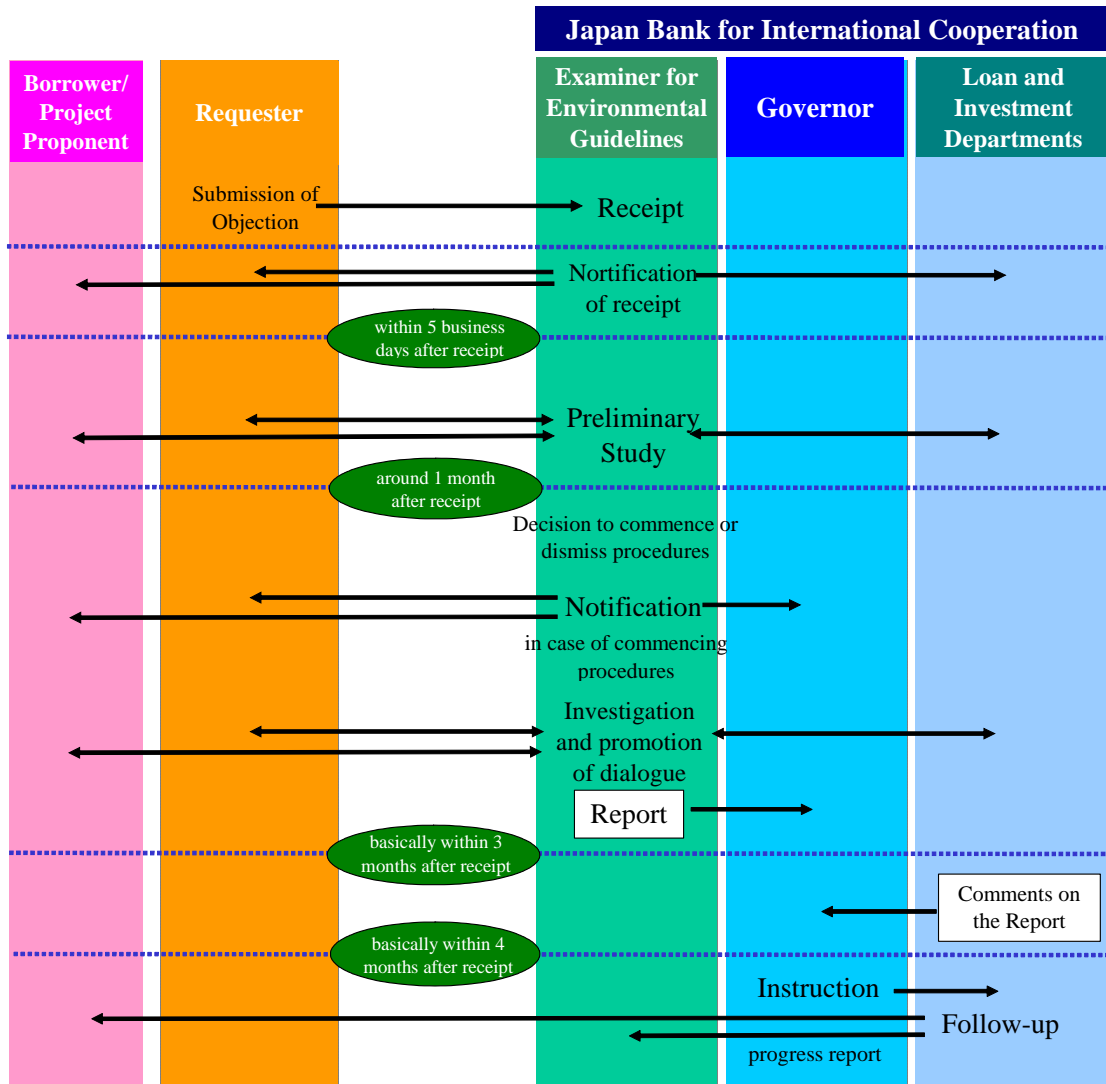 Japan Bank for International Cooperation
Borrower/
Project
Proponent
Requester
Examiner for
Environmental
Guidelines
Governor
Loan and
Investment
Departments
Submission of
Objection
Receipt
Nortification
of receipt
within 5 business
days after receipt
Preliminary
Study
around 1 month
after receipt
Decision to commence or
dismiss procedures
Notification
in case of commencing
procedures
Investigation
and promotion
of dialogue
Report
basically within 3
months after receipt
Comments on
the Report
basically within 4
months after receipt
Instruction
Follow-up
progress report